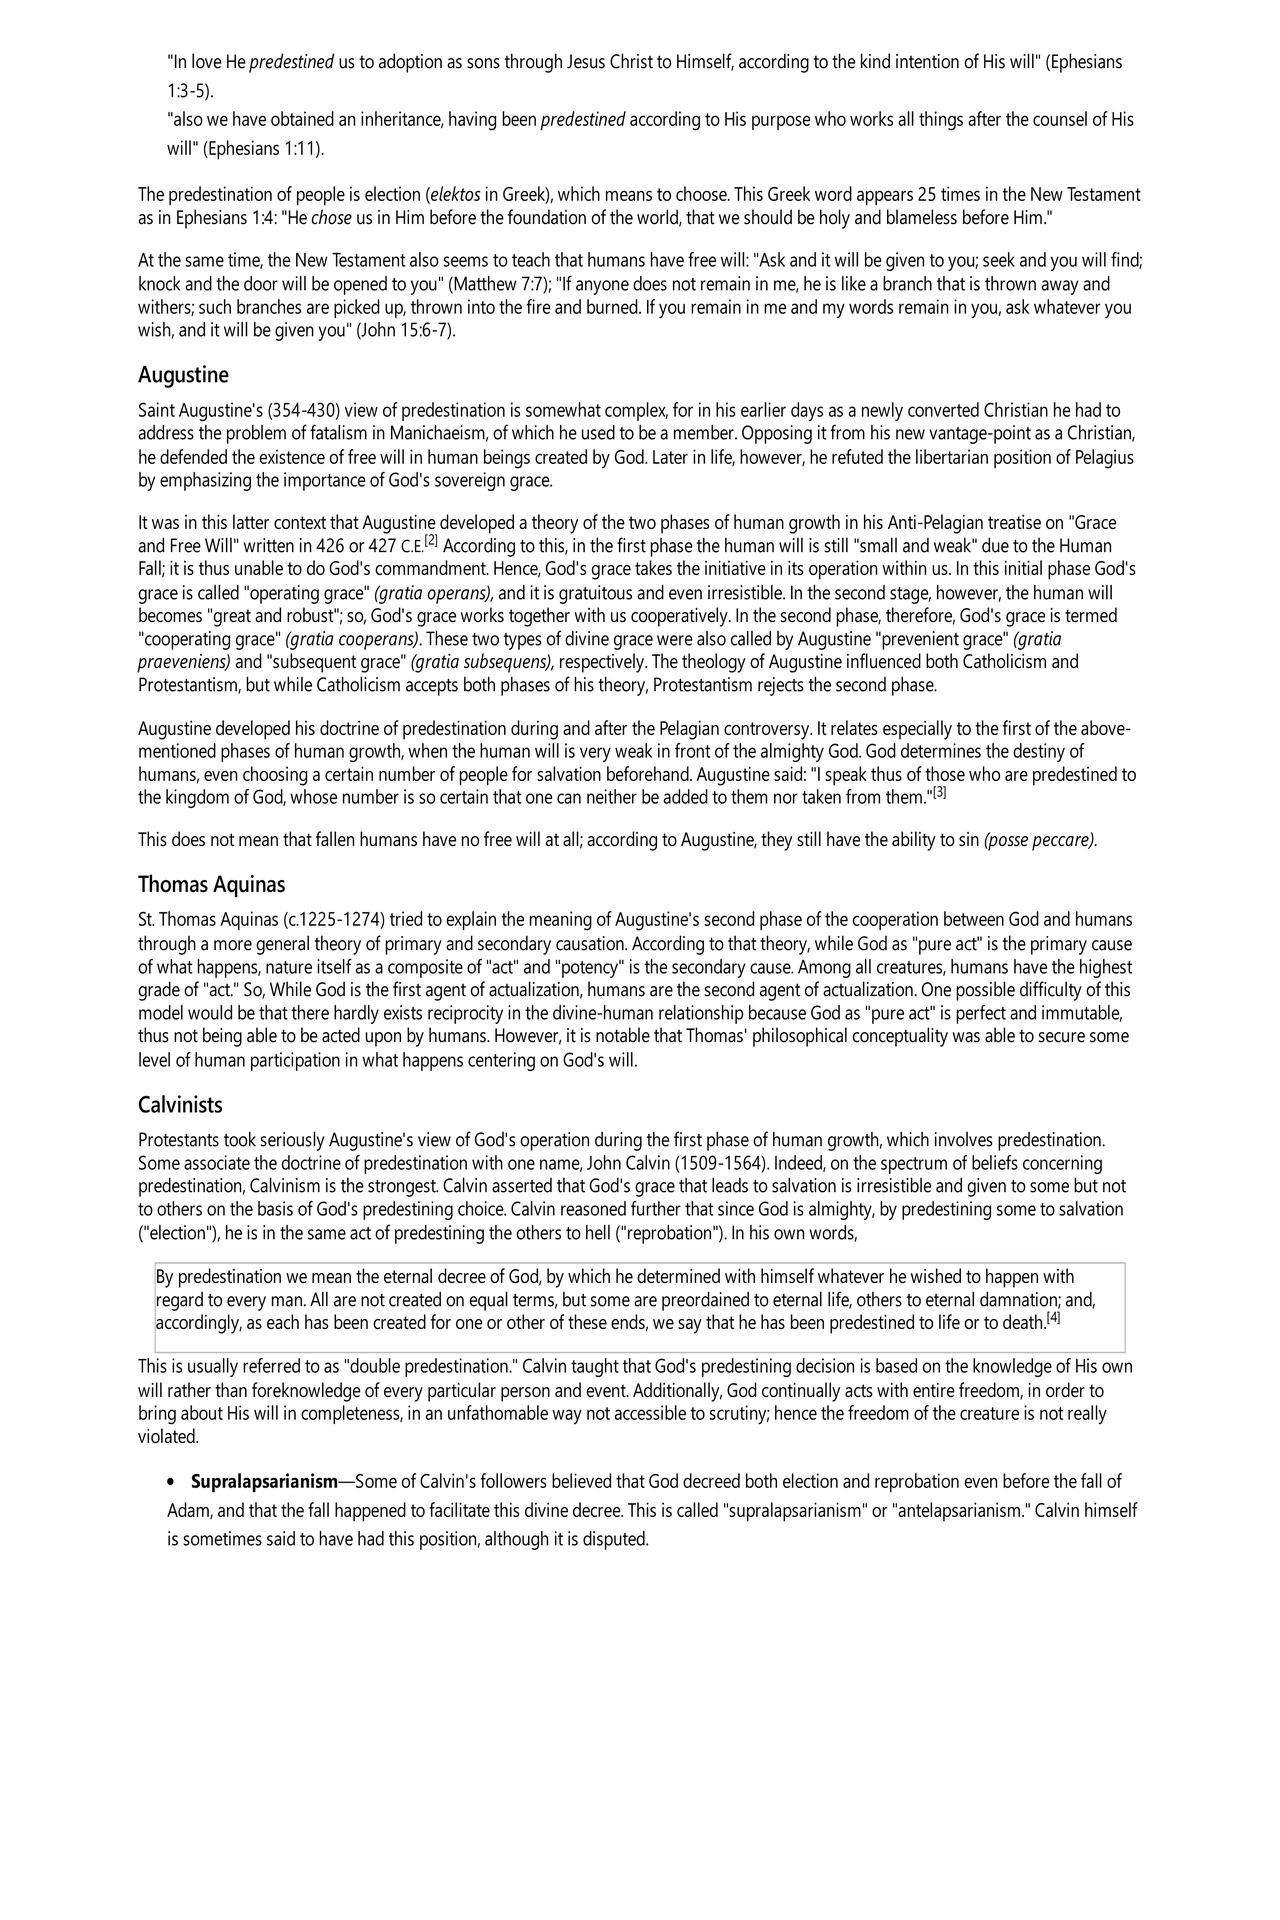 "In love He predestined us to adoption as sons through Jesus Christ to Himself, according to the kind intention of His will" (Ephesians
1:3-5).
"also we have obtained an inheritance, having been predestined according to His purpose who works all things after the counsel of His
will" (Ephesians 1:11).
The predestination of people is election (elektos in Greek), which means to choose. This Greek word appears 25 times in the New Testament
as in Ephesians 1:4: "He chose us in Him before the foundation of the world, that we should be holy and blameless before Him."
At the same time, the New Testament also seems to teach that humans have free will: "Ask and it will be given to you; seek and you will find;
knock and the door will be opened to you" (Matthew 7:7); "If anyone does not remain in me, he is like a branch that is thrown away and
withers; such branches are picked up, thrown into the fire and burned. If you remain in me and my words remain in you, ask whatever you
wish, and it will be given you" (John 15:6-7).
Augustine
Saint Augustine's (354-430) view of predestination is somewhat complex, for in his earlier days as a newly converted Christian he had to
address the problem of fatalism in Manichaeism, of which he used to be a member. Opposing it from his new vantage-point as a Christian,
he defended the existence of free will in human beings created by God. Later in life, however, he refuted the libertarian position of Pelagius
by emphasizing the importance of God's sovereign grace.
It was in this latter context that Augustine developed a theory of the two phases of human growth in his Anti-Pelagian treatise on "Grace
and Free Will" written in 426 or 427 C.E.[2] According to this, in the first phase the human will is still "small and weak" due to the Human
Fall; it is thus unable to do God's commandment. Hence, God's grace takes the initiative in its operation within us. In this initial phase God's
grace is called "operating grace" (gratia operans), and it is gratuitous and even irresistible. In the second stage, however, the human will
becomes "great and robust"; so, God's grace works together with us cooperatively. In the second phase, therefore, God's grace is termed
"cooperating grace" (gratia cooperans). These two types of divine grace were also called by Augustine "prevenient grace" (gratia
praeveniens) and "subsequent grace" (gratia subsequens), respectively. The theology of Augustine influenced both Catholicism and
Protestantism, but while Catholicism accepts both phases of his theory, Protestantism rejects the second phase.
Augustine developed his doctrine of predestination during and after the Pelagian controversy. It relates especially to the first of the above-
mentioned phases of human growth, when the human will is very weak in front of the almighty God. God determines the destiny of
humans, even choosing a certain number of people for salvation beforehand. Augustine said: "I speak thus of those who are predestined to
the kingdom of God, whose number is so certain that one can neither be added to them nor taken from them."[3]
This does not mean that fallen humans have no free will at all; according to Augustine, they still have the ability to sin (posse peccare).
Thomas Aquinas
St. Thomas Aquinas (c.1225-1274) tried to explain the meaning of Augustine's second phase of the cooperation between God and humans
through a more general theory of primary and secondary causation. According to that theory, while God as "pure act" is the primary cause
of what happens, nature itself as a composite of "act" and "potency" is the secondary cause. Among all creatures, humans have the highest
grade of "act." So, While God is the first agent of actualization, humans are the second agent of actualization. One possible difficulty of this
model would be that there hardly exists reciprocity in the divine-human relationship because God as "pure act" is perfect and immutable,
thus not being able to be acted upon by humans. However, it is notable that Thomas' philosophical conceptuality was able to secure some
level of human participation in what happens centering on God's will.
Calvinists
Protestants took seriously Augustine's view of God's operation during the first phase of human growth, which involves predestination.
Some associate the doctrine of predestination with one name, John Calvin (1509-1564). Indeed, on the spectrum of beliefs concerning
predestination, Calvinism is the strongest. Calvin asserted that God's grace that leads to salvation is irresistible and given to some but not
to others on the basis of God's predestining choice. Calvin reasoned further that since God is almighty, by predestining some to salvation
("election"), he is in the same act of predestining the others to hell ("reprobation"). In his own words,
By predestination we mean the eternal decree of God, by which he determined with himself whatever he wished to happen with
regard to every man. All are not created on equal terms, but some are preordained to eternal life, others to eternal damnation; and,
accordingly, as each has been created for one or other of these ends, we say that he has been predestined to life or to death.[4]
This is usually referred to as "double predestination." Calvin taught that God's predestining decision is based on the knowledge of His own
will rather than foreknowledge of every particular person and event. Additionally, God continually acts with entire freedom, in order to
bring about His will in completeness, in an unfathomable way not accessible to scrutiny; hence the freedom of the creature is not really
violated.
• Supralapsarianism—Some of Calvin's followers believed that God decreed both election and reprobation even before the fall of
Adam, and that the fall happened to facilitate this divine decree. This is called "supralapsarianism" or "antelapsarianism." Calvin himself
is sometimes said to have had this position, although it is disputed.